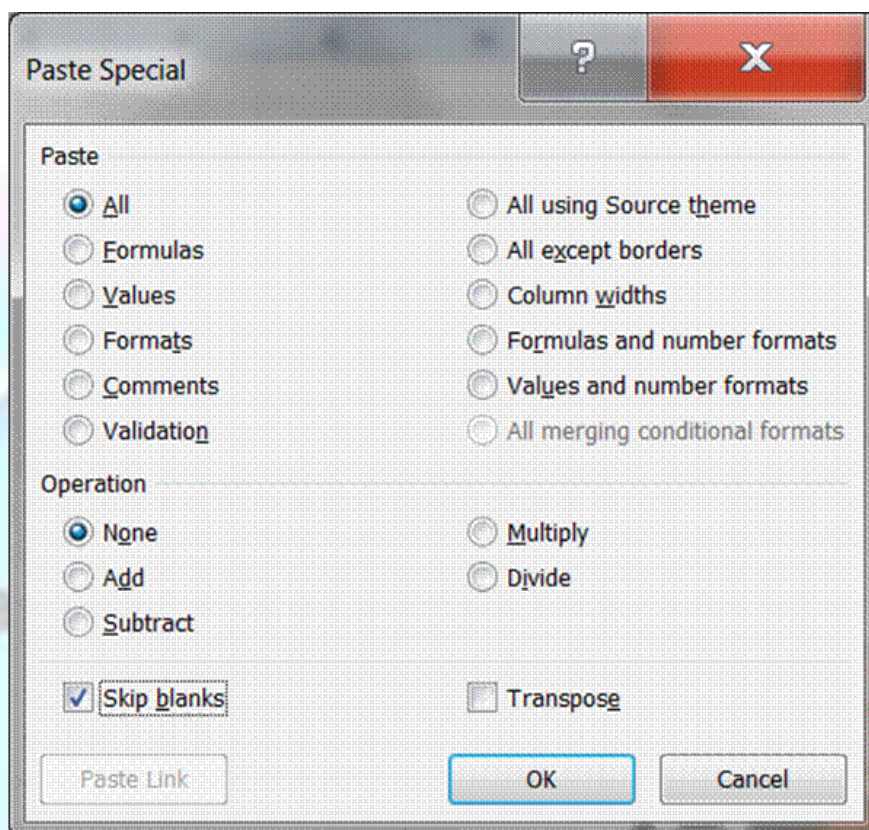 Paste Special
Paste
All
All using Source theme
Formulas
All except borders
Values
Column widths
Formats
Formulas and number formats
Comments
Values and number formats
Validation
All merging conditional formats
Operation
None
Multiply
Add
Divide
Subtract
Skip blanks
Transpose
Paste Link
OK
Cancel